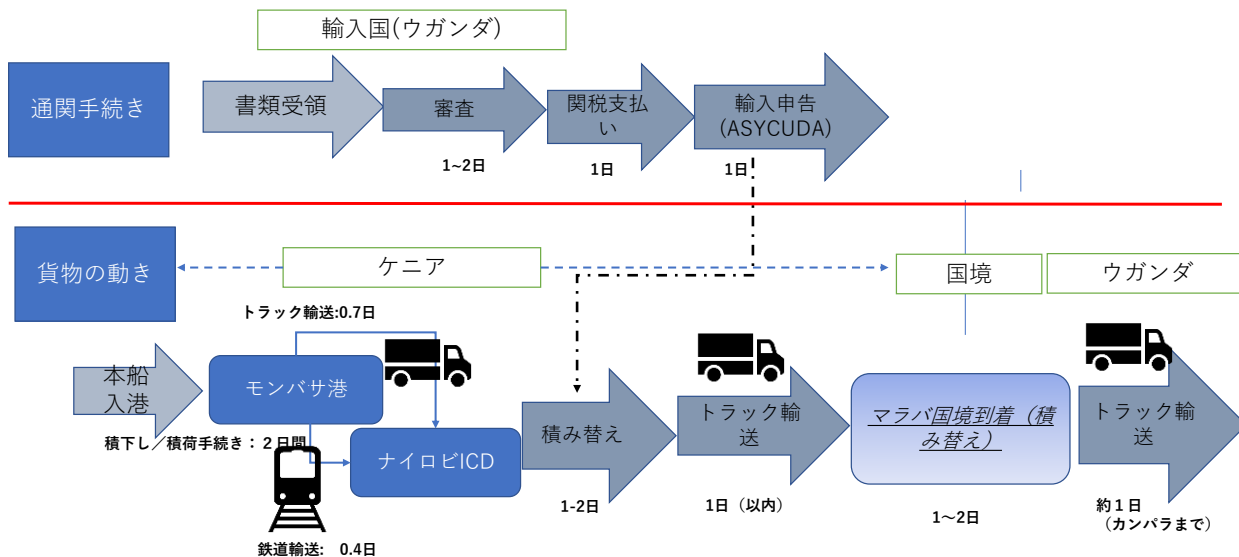 輸入国(ウガンダ)
通関手続き
書類受領
審査
関税支払
い
輸入申告
(ASYCUDA)
1~2日
1日
1日
貨物の動き
ケニア
国境
ウガンダ
トラック輸送:0.7日
本船
入港
モンバサ港
積下し／積荷手続き：２日間
ナイロビICD
鉄道輸送:　0.4日
積み替え
1-2日
トラック輸
送
1日（以内）
マラバ国境到着（積
み替え）
1～2日
トラック輸
送
約１日
（カンパラまで）